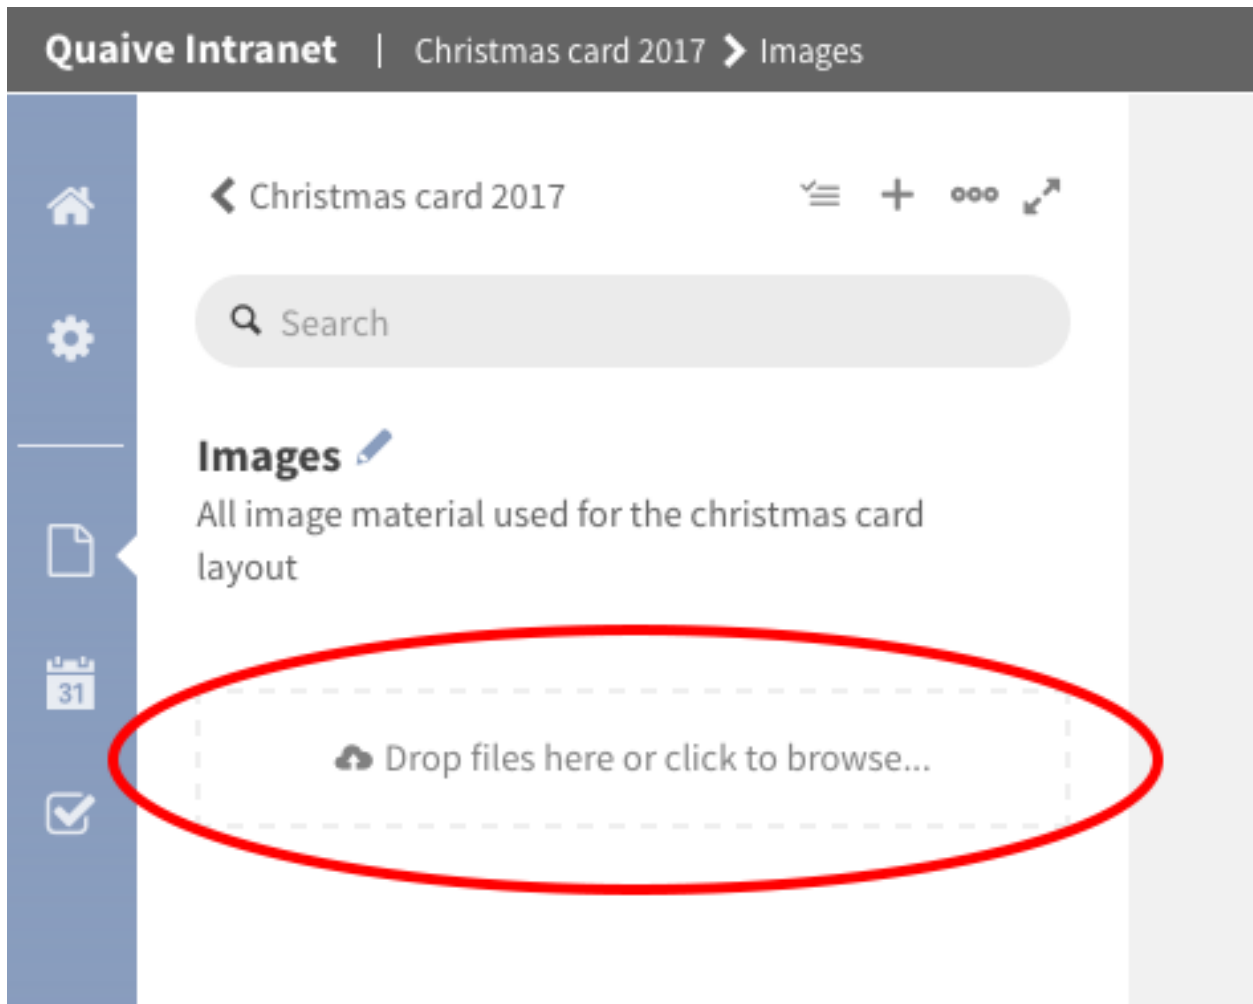 Quaive Intranet | Christmas card 2017 > Images
Christmas card 2017
Search
Images
All image material used for the christmas card
layout
31
Drop files here or click to browse...